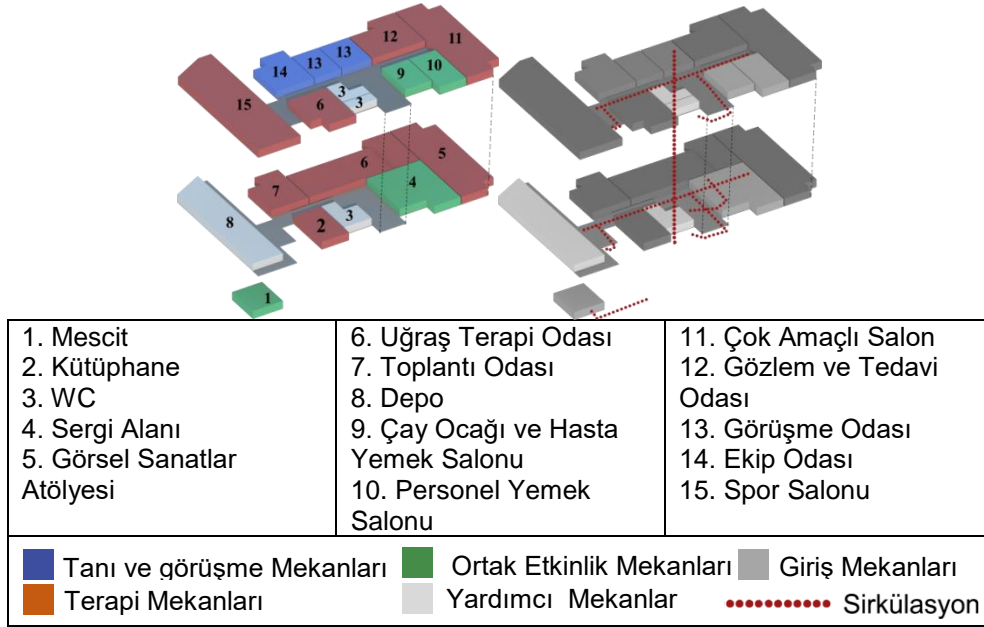 12
11
13
13
14
10
9
3
3
6
15
5
6
4
7
3
2
8
1
1. Mescit
2. Kütüphane
3. WC
4. Sergi Alanı
5. Görsel Sanatlar
Atölyesi
6. Uğraş Terapi Odası
7. Toplantı Odası
8. Depo
9. Çay Ocağı ve Hasta
Yemek Salonu
10. Personel Yemek
Salonu
11. Çok Amaçlı Salon
12. Gözlem ve Tedavi
Odası
13. Görüşme Odası
14. Ekip Odası
15. Spor Salonu
Tanı ve görüşme Mekanları
Ortak Etkinlik Mekanları
Giriş Mekanları
Terapi Mekanları
Yardımcı Mekanlar
Sirkülasyon